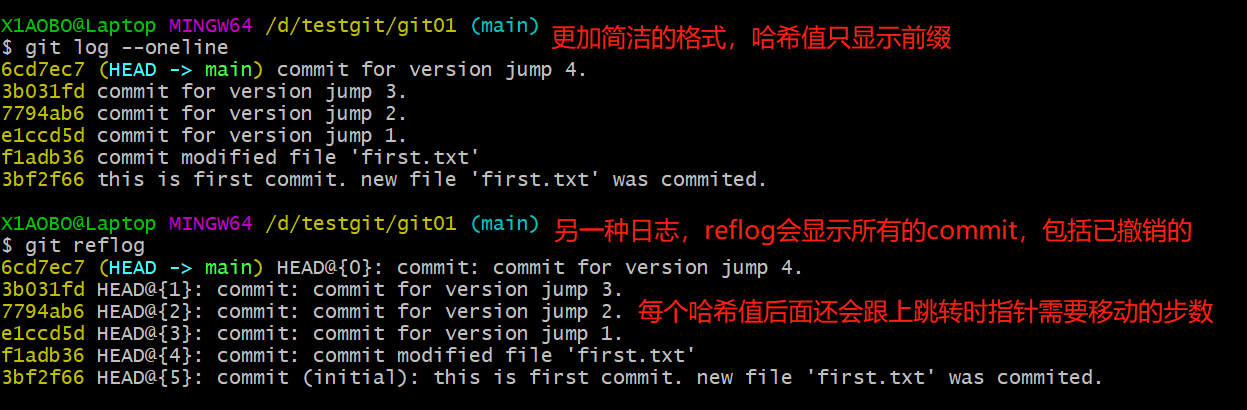 X1AOBO@Laptop MINGW64 /d/testgit/git01 (main)
$ git log --oneline
更加简洁的格式，哈希值只显示前缀
6cd7ec7 (HEAD -> main) commit for version jump 4.
3b031fd commit for version jump 3.
7794ab6 commit for version jump 2.
e1ccd5d commit for version jump 1.
f1adb36 commit modified file 'first.txt'
3bf2f66 this is first commit. new file 'first.txt' was commited.
X1AOBO@Laptop MINGW64 /d/testgit/git01 (main)
$ git reflog
另一种日志，reflog会显示所有的commit，包括已撤销的
6cd7ec7 (HEAD -> main) HEAD@{0}: commit: commit for version jump 4.
3b031fd HEAD@{1}: commit: commit for version jump 3.
7794ab6 HEAD@{2}: commit: commit for version jump 2.
每个哈希值后面还会跟上跳转时指针需要移动的步数
e1ccd5d HEAD@{3}: commit: commit for version jump 1.
f1adb36 HEAD@{4}: commit: commit modified file 'first.txt'
3bf2f66 HEAD@{5}: commit (initial): this is first commit. new file 'first.txt' was commited.